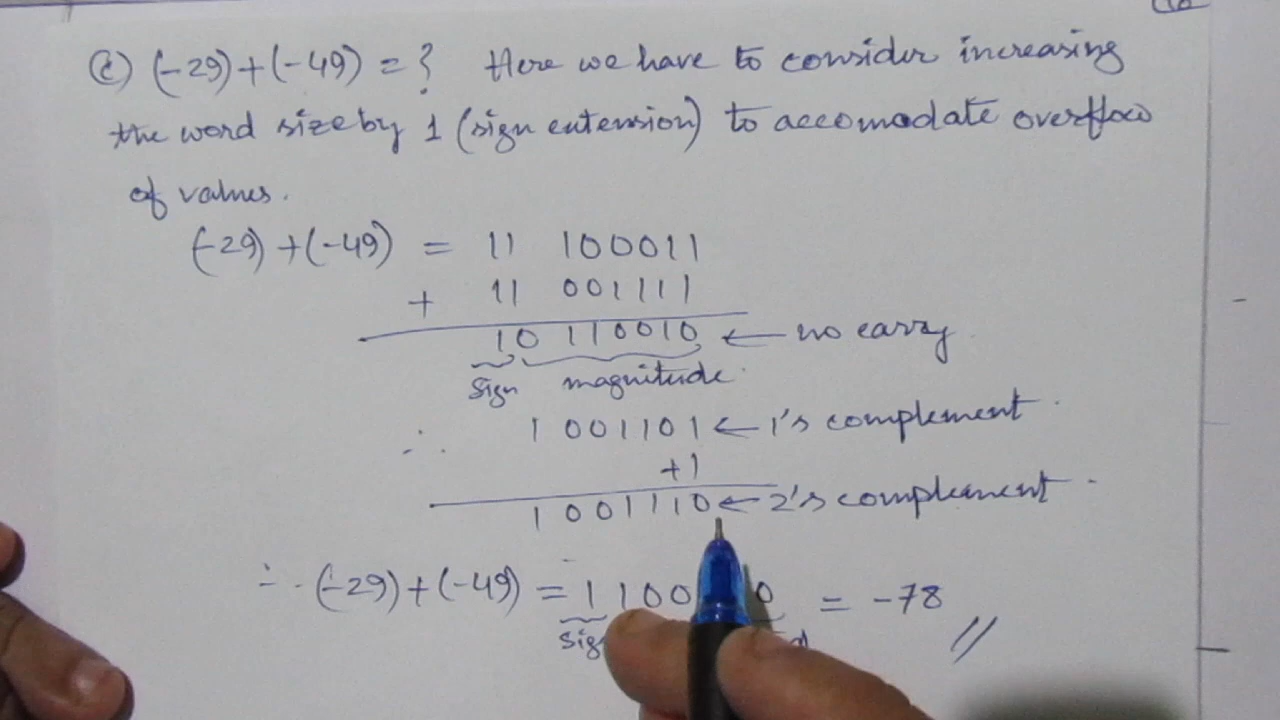 c) (-29)+(-49) = ? Here we have to consider increasing
the word size by 1 (sign extension) to accomodate overflow
of values.
(-29)+(-49) = 11 100011
+ 11 001111
10 110010 ← no carry
sign magnitude
∴ 1 001101 ← 1's complement
+1
1 001110 ← 2's complement
∴ (-29)+(-49) = 1 100 0 = -78 //